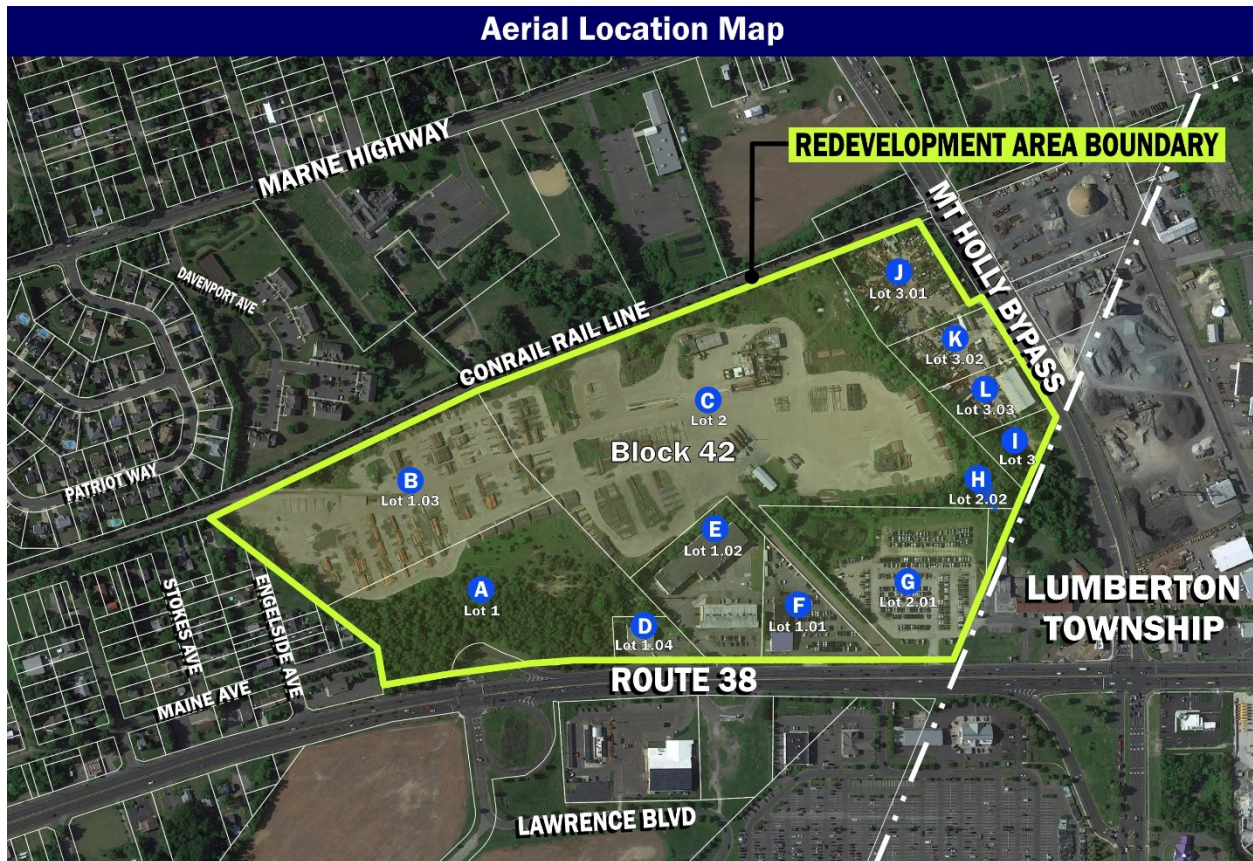 Aerial Location Map
MARNE HIGHWAY
REDEVELOPMENT AREA BOUNDARY
MT HOLLY BYPASS
DAVENPORT AVE
CONRAIL RAIL LINE
J
Lot 3.01
K
Lot 3.02
L
Lot 3.03
C
Lot 2
Block 42
I
Lot 3
B
Lot 1.03
H
Lot 2.02
PATRIOT WAY
E
Lot 1.02
A
Lot 1
G
Lot 2.01
F
Lot 1.01
D
Lot 1.04
STOKES AVE
ENGELSIDE AVE
MAINE AVE
LUMBERTON
TOWNSHIP
ROUTE 38
LAWRENCE BLVD